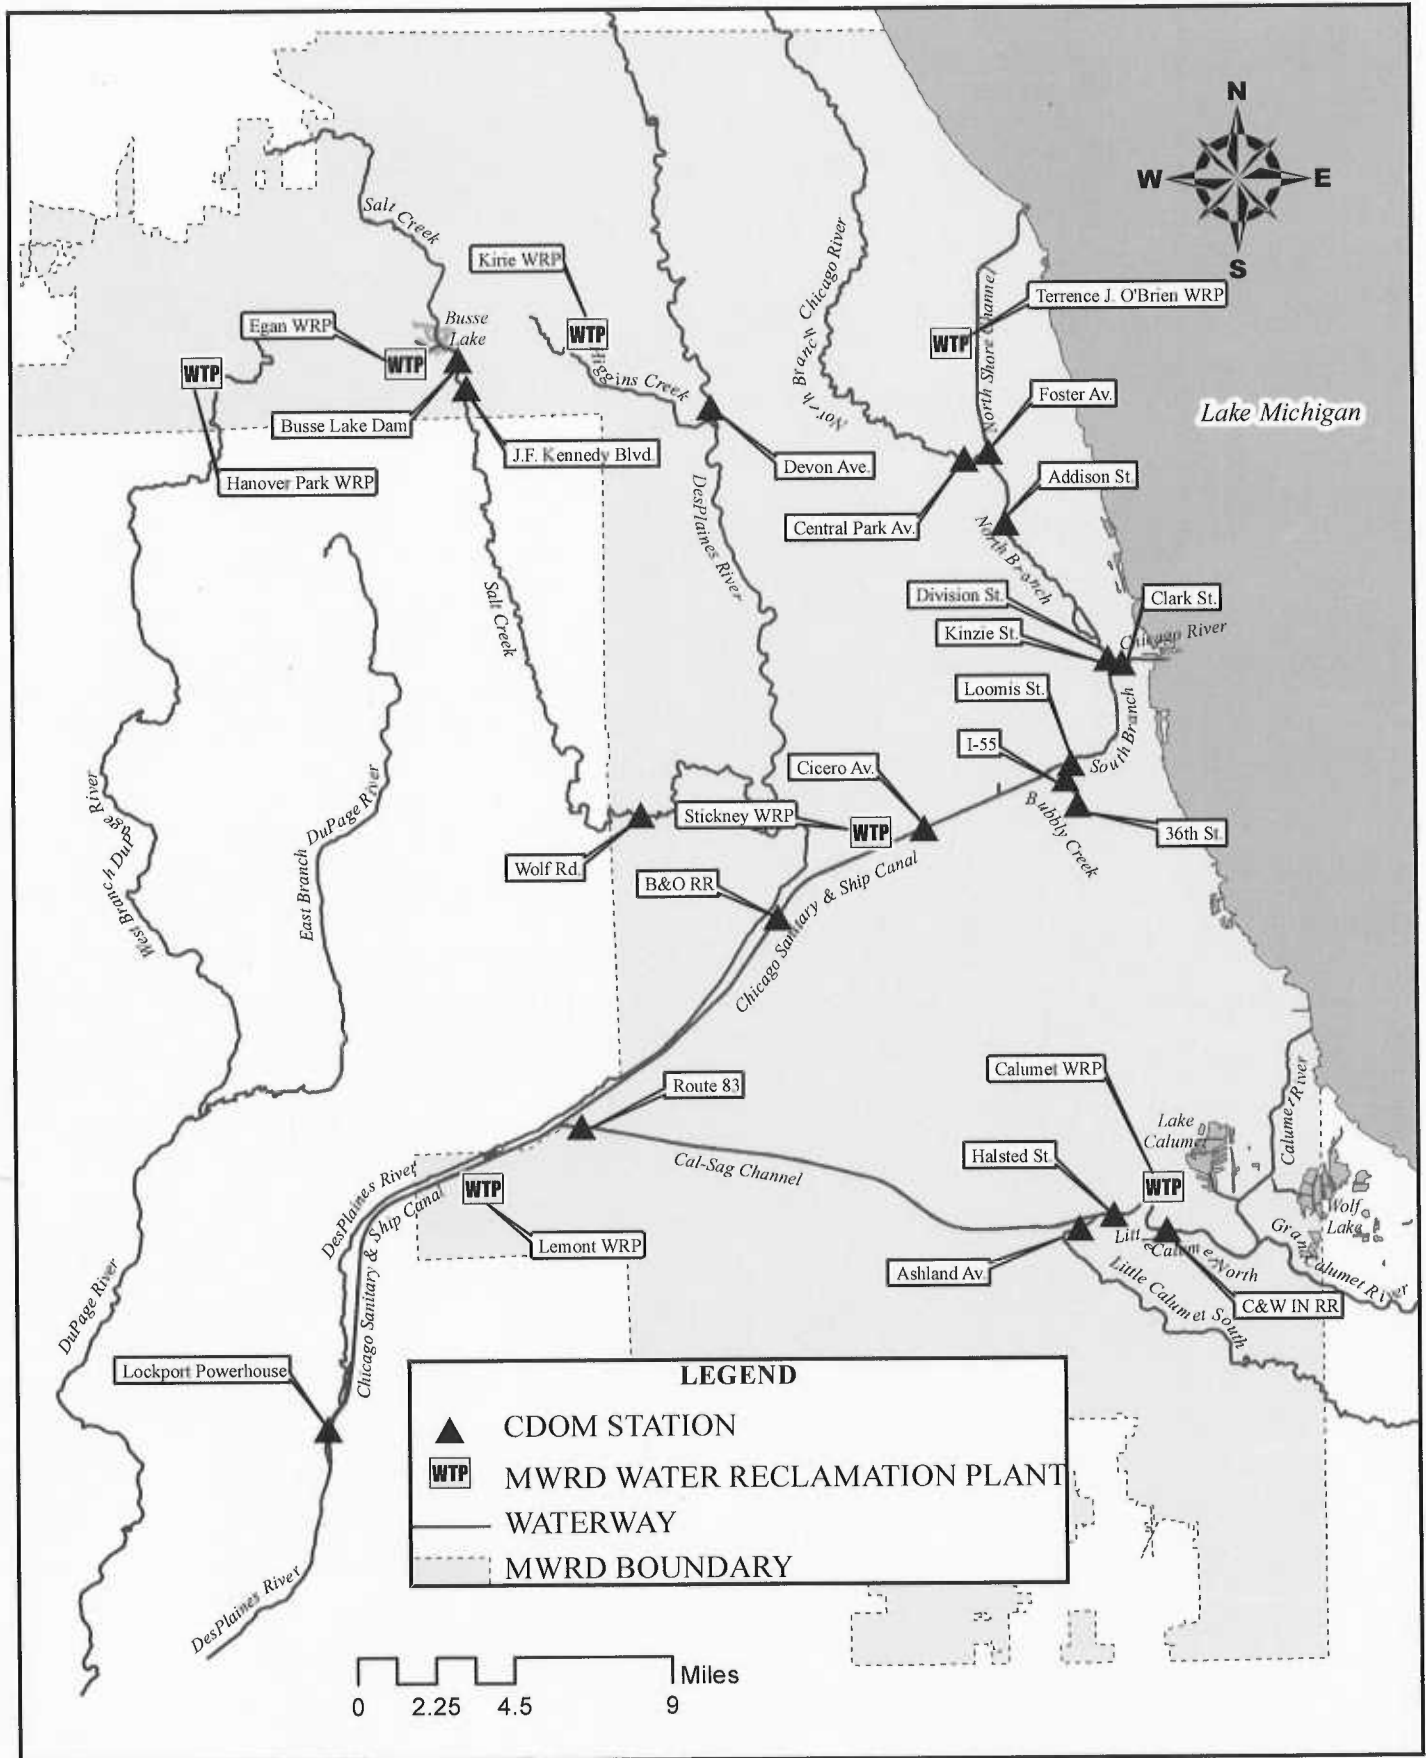 N
W E
S
Salt Creek
Kirie WRP
North Branch Chicago River
North Shore Channel
Terrence J. O'Brien WRP
Egan WRP
Busse
Lake
WTP
WTP
WTP
WTP
Higgins Creek
Foster Av.
Lake Michigan
Busse Lake Dam
J.F. Kennedy Blvd.
Devon Ave.
Addison St.
Hanover Park WRP
Central Park Av.
DesPlaines River
North Branch
Salt Creek
Division St.
Clark St.
Kinzie St.
Chicago River
Loomis St.
South Branch
I-55
Cicero Av.
Bubbly Creek
West Branch DuPage River
East Branch DuPage River
Stickney WRP
WTP
36th St.
Wolf Rd.
B&O RR
Chicago Sanitary & Ship Canal
Calumet WRP
Calumet River
Route 83
Lake
Calumet
Halsted St.
Cal-Sag Channel
WTP
WTP
DesPlaines River
Chicago Sanitary & Ship Canal
Wolf
Lake
Grand Calumet River
Little Calumet North
Lemont WRP
Ashland Av.
Little Calumet South
C&W IN RR
DuPage River
Lockport Powerhouse
LEGEND
CDOM STATION
WTP MWRD WATER RECLAMATION PLANT
WATERWAY
MWRD BOUNDARY
DesPlaines River
Miles
0 2.25 4.5 9